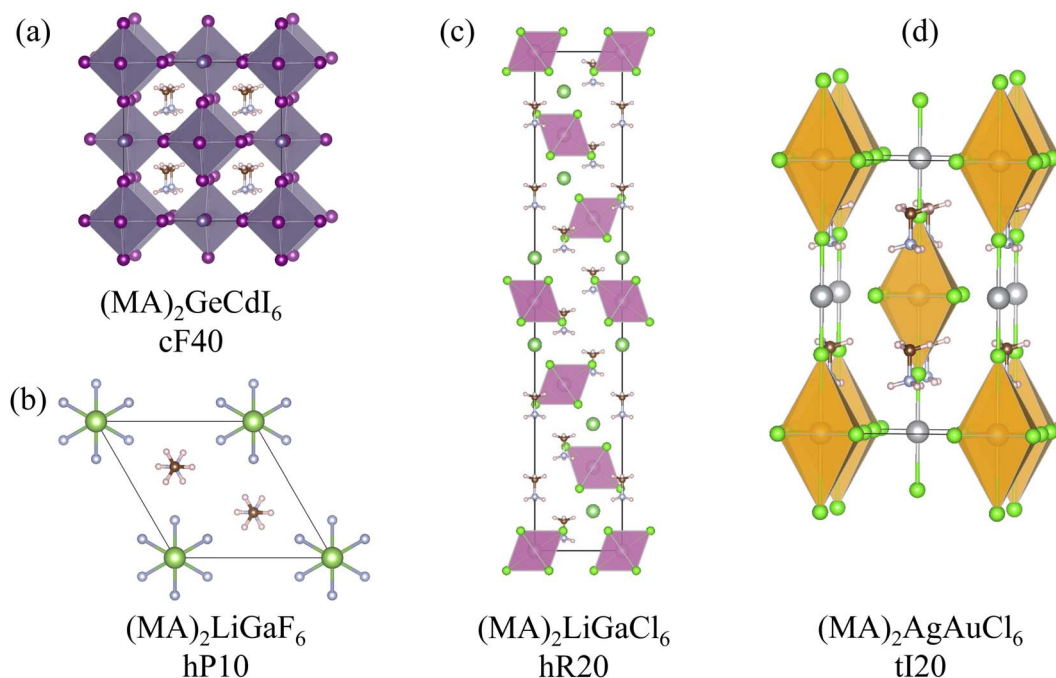 (a)
(MA)₂GeCdI₆
cF40
(b)
(MA)₂LiGaF₆
hP10
(c)
(MA)₂LiGaCl₆
hR20
(d)
(MA)₂AgAuCl₆
tI20